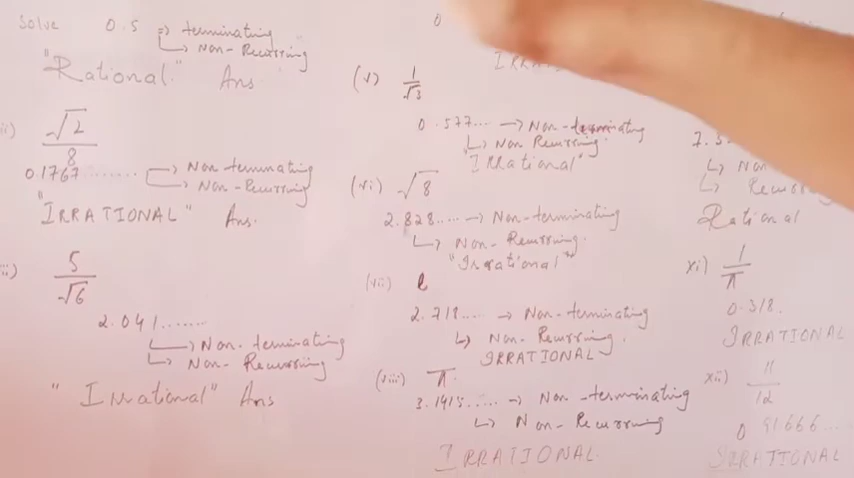 Solve 0.5 => terminating
↳ Non-Recurring
"Rational" Ans
ii) √2
8
0.1767....... → Non terminating
→ Non-Recurring
"IRRATIONAL" Ans.
5
√6
2.041.......
→ Non-terminating
→ Non-Recurring
"Irrational" Ans
0
(v) 1
√3
0.577... → Non-terminating
↳ Non Recurring.
IRRational"
(vi) √8
2.828.... → Non-terminating
↳ Non-Recurring.
"Irrational"
(vii) e
2.718.... → Non-terminating
↳ Non-Recurring.
IRRATIONAL
(viii) π
3.1415..... → Non-terminating
↳ Non-Recurring
IRRATIONAL
↳ Non
↳ Recurring
Rational
xi) 1
π
0.318.
IRRATIONAL
xii) 11
12
0.91666...
IRRATIONAL